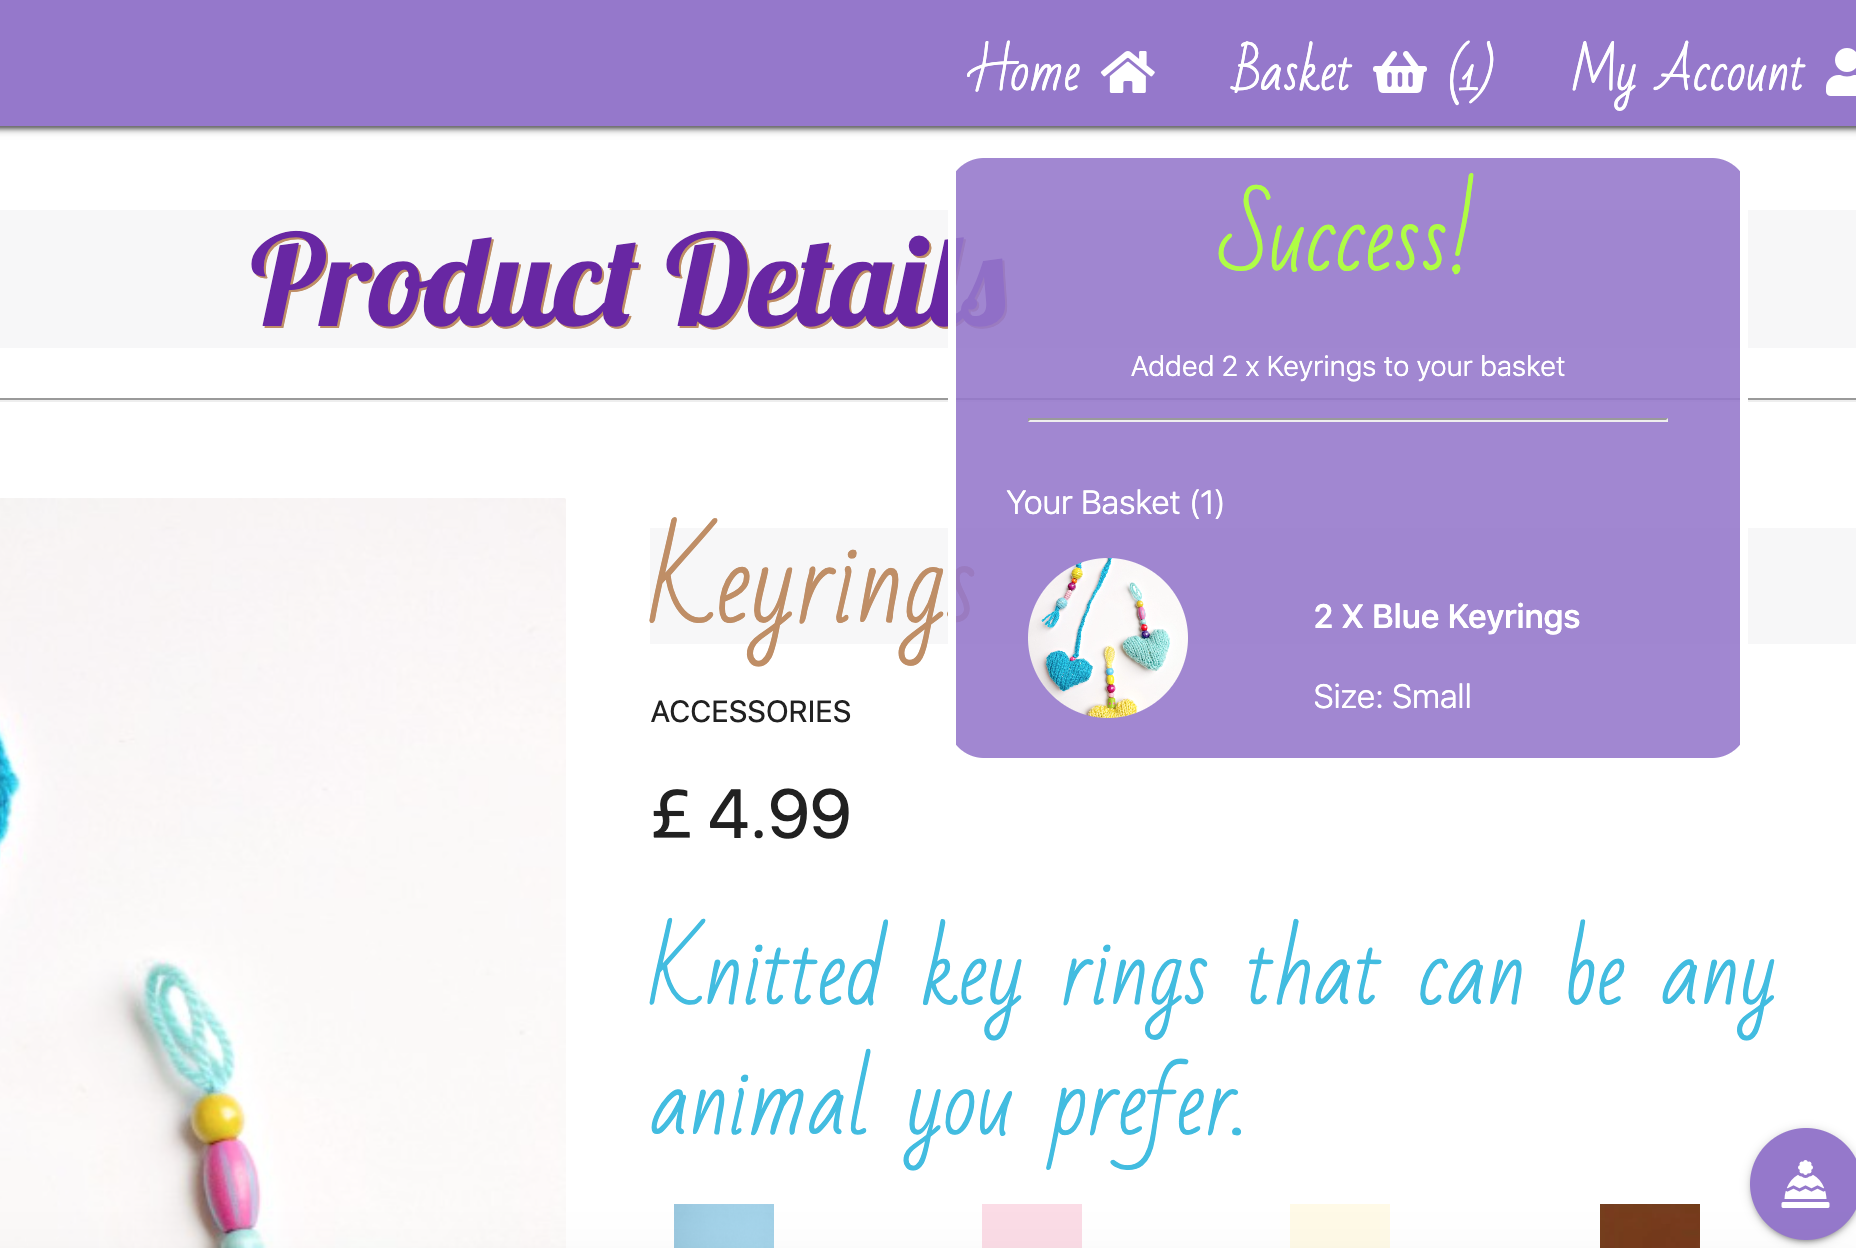 Home Basket (1) My Account
Success!
Product Details
Added 2 x Keyrings to your basket
Your Basket (1)
Keyrings
2 X Blue Keyrings
Size: Small
ACCESSORIES
£ 4.99
Knitted key rings that can be any
animal you prefer.